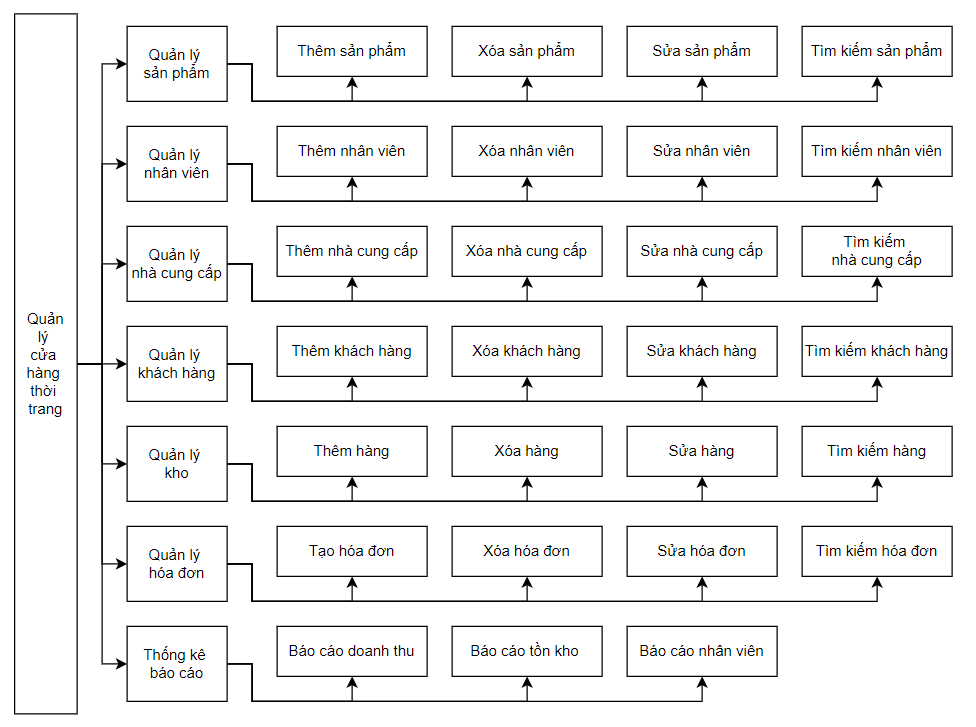 Quản
lý
cửa
hàng
thời
trang
Quản lý
sản phẩm
Thêm sản phẩm
Xóa sản phẩm
Sửa sản phẩm
Tìm kiếm sản phẩm
Quản lý
nhân viên
Thêm nhân viên
Xóa nhân viên
Sửa nhân viên
Tìm kiếm nhân viên
Quản lý
nhà cung cấp
Thêm nhà cung cấp
Xóa nhà cung cấp
Sửa nhà cung cấp
Tìm kiếm
nhà cung cấp
Quản lý
khách hàng
Thêm khách hàng
Xóa khách hàng
Sửa khách hàng
Tìm kiếm khách hàng
Quản lý
kho
Thêm hàng
Xóa hàng
Sửa hàng
Tìm kiếm hàng
Quản lý
hóa đơn
Tạo hóa đơn
Xóa hóa đơn
Sửa hóa đơn
Tìm kiếm hóa đơn
Thống kê
báo cáo
Báo cáo doanh thu
Báo cáo tồn kho
Báo cáo nhân viên